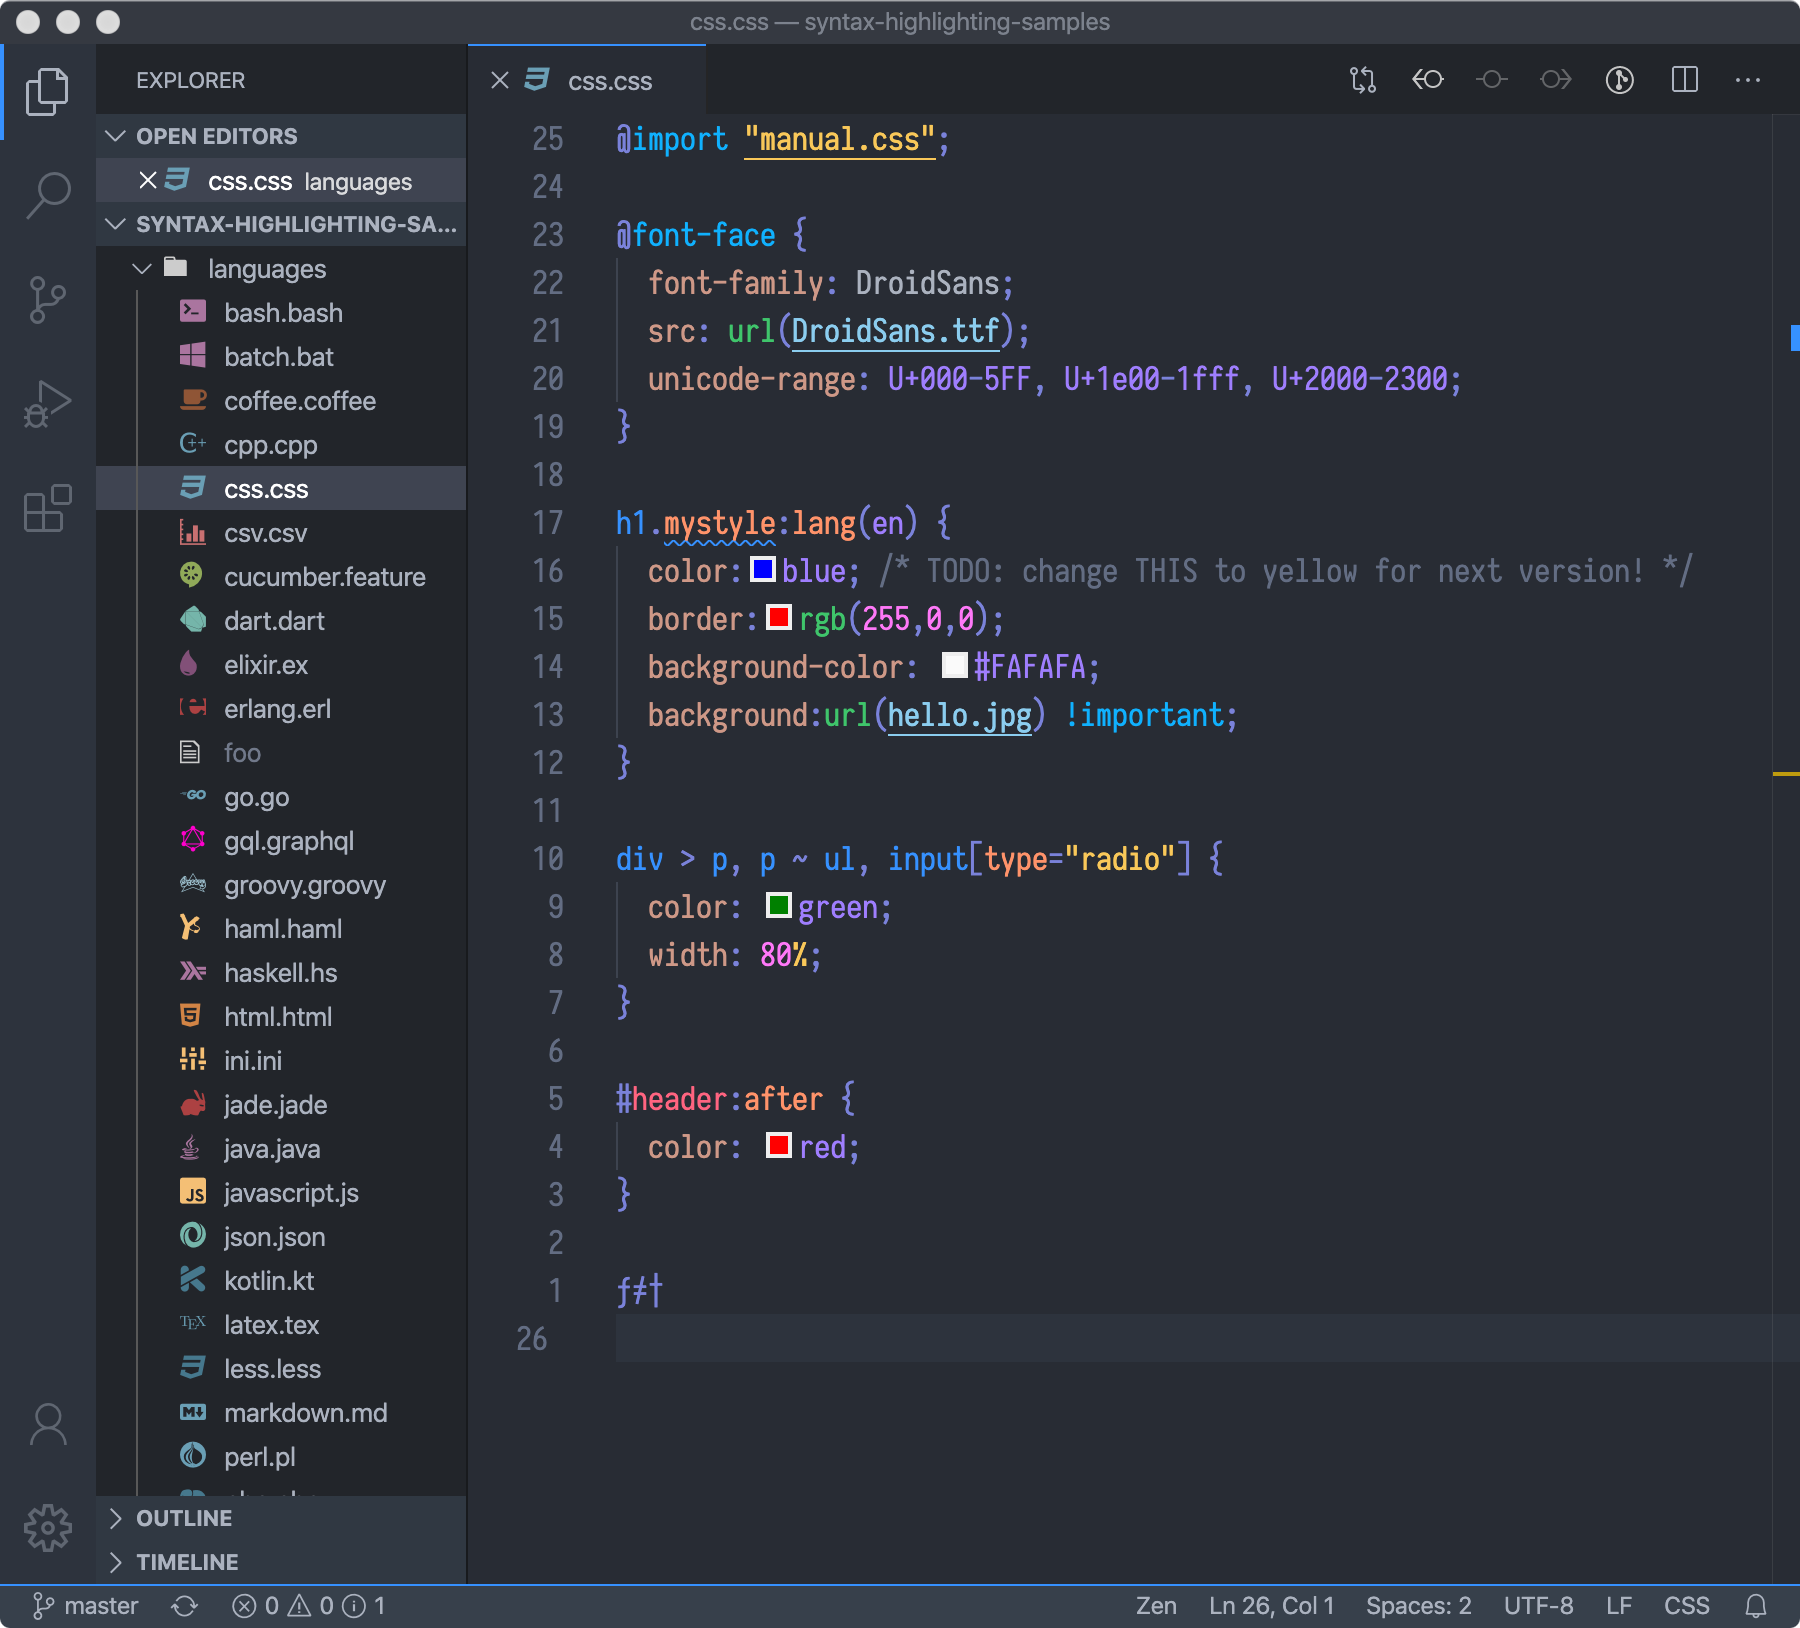 css.css — syntax-highlighting-samples
EXPLORER
OPEN EDITORS
css.css languages
SYNTAX-HIGHLIGHTING-SA...
languages
bash.bash
batch.bat
coffee.coffee
C++ cpp.cpp
css.css
csv.csv
cucumber.feature
dart.dart
elixir.ex
erlang.erl
foo
GO go.go
gql.graphql
groovy.groovy
haml.haml
haskell.hs
5 html.html
ini.ini
jade.jade
java.java
JS javascript.js
json.json
kotlin.kt
TEX latex.tex
less.less
M markdown.md
perl.pl
OUTLINE
TIMELINE
css.css
25 @import "manual.css";
24
23 @font-face {
22 font-family: DroidSans;
21 src: url(DroidSans.ttf);
20 unicode-range: U+000-5FF, U+1e00-1fff, U+2000-2300;
19 }
18
17 h1.mystyle:lang(en) {
16 color:blue; /* TODO: change THIS to yellow for next version! */
15 border:rgb(255,0,0);
14 background-color: #FAFAFA;
13 background:url(hello.jpg) !important;
12 }
11
10 div > p, p ~ ul, input[type="radio"] {
9 color: green;
8 width: 80%;
7 }
6
5 #header:after {
4 color: red;
3 }
2
1 ƒ≠†
26
master 0 0 1 Zen Ln 26, Col 1 Spaces: 2 UTF-8 LF CSS